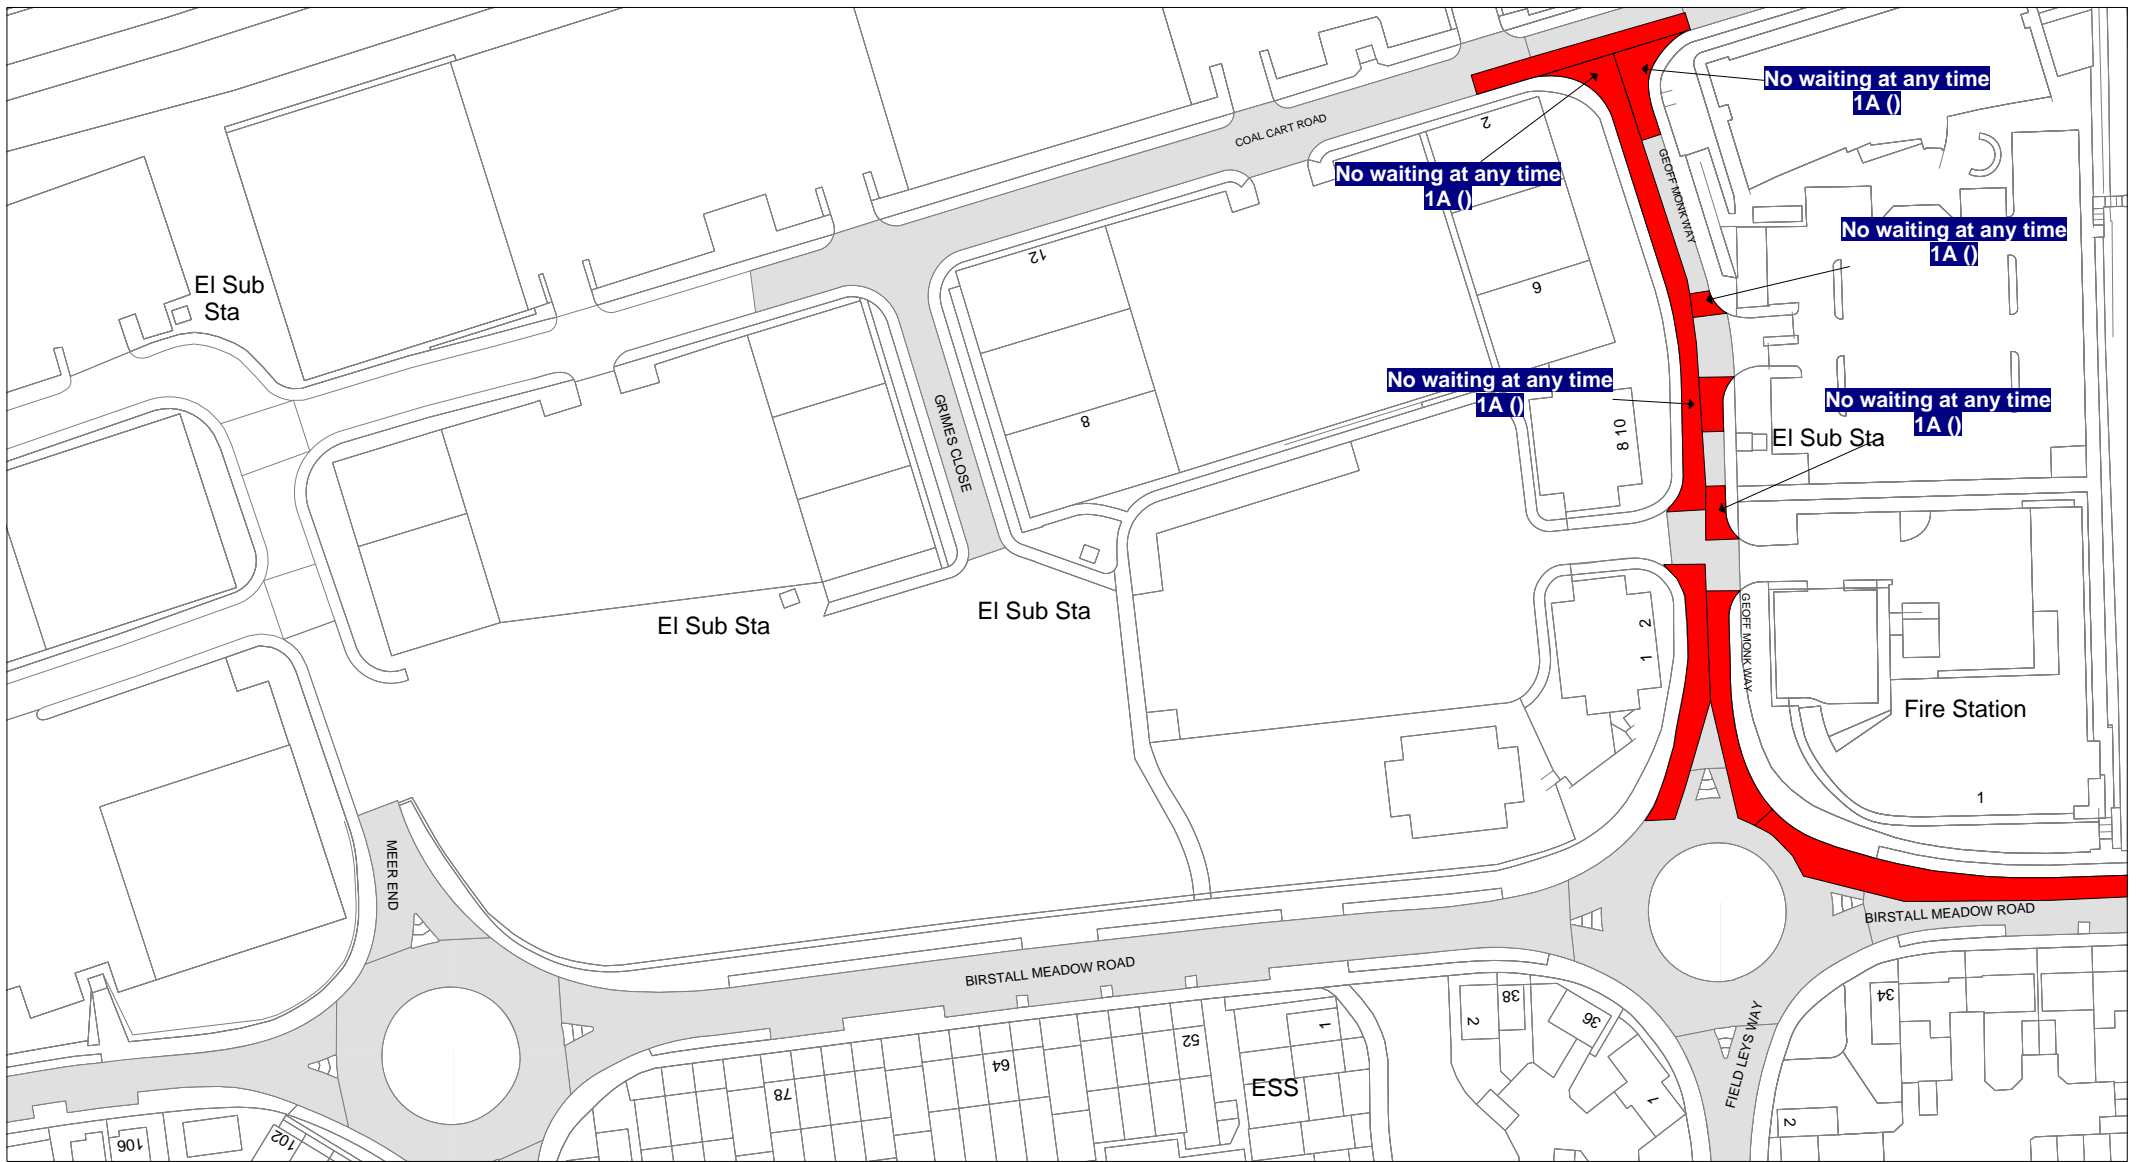 No waiting at any time
1A ()
COAL CART ROAD
2
No waiting at any time
1A ()
GEOFF MONK WAY
No waiting at any time
1A ()
12
El Sub
Sta
6
No waiting at any time
1A ()
No waiting at any time
1A ()
GRIMES CLOSE
8
8 10
El Sub Sta
El Sub Sta
El Sub Sta
2
1
GEOFF MONK WAY
Fire Station
1
MEER END
BIRSTALL MEADOW ROAD
BIRSTALL MEADOW ROAD
38
2
36
34
1
52
64
78
ESS
1
FIELD LEYS WAY
2
106
102